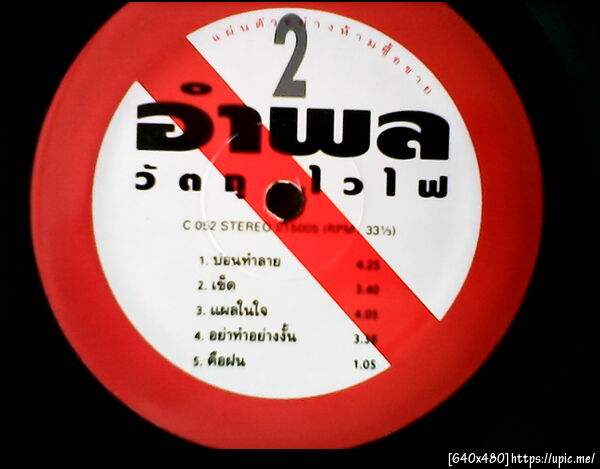 แผ่นตัวอย่างห้ามซื้อขาย
2
อำพล
วัตถุไวไฟ
C 052 STEREO 215005 (RPM 33⅓)
1. บ่อนทำลาย 4.25
2. เข็ด 3.40
3. แผลในใจ 4.05
4. อย่าทำอย่างงั้น
5. คือฝน 1.05
[640x480]https://upic.me/